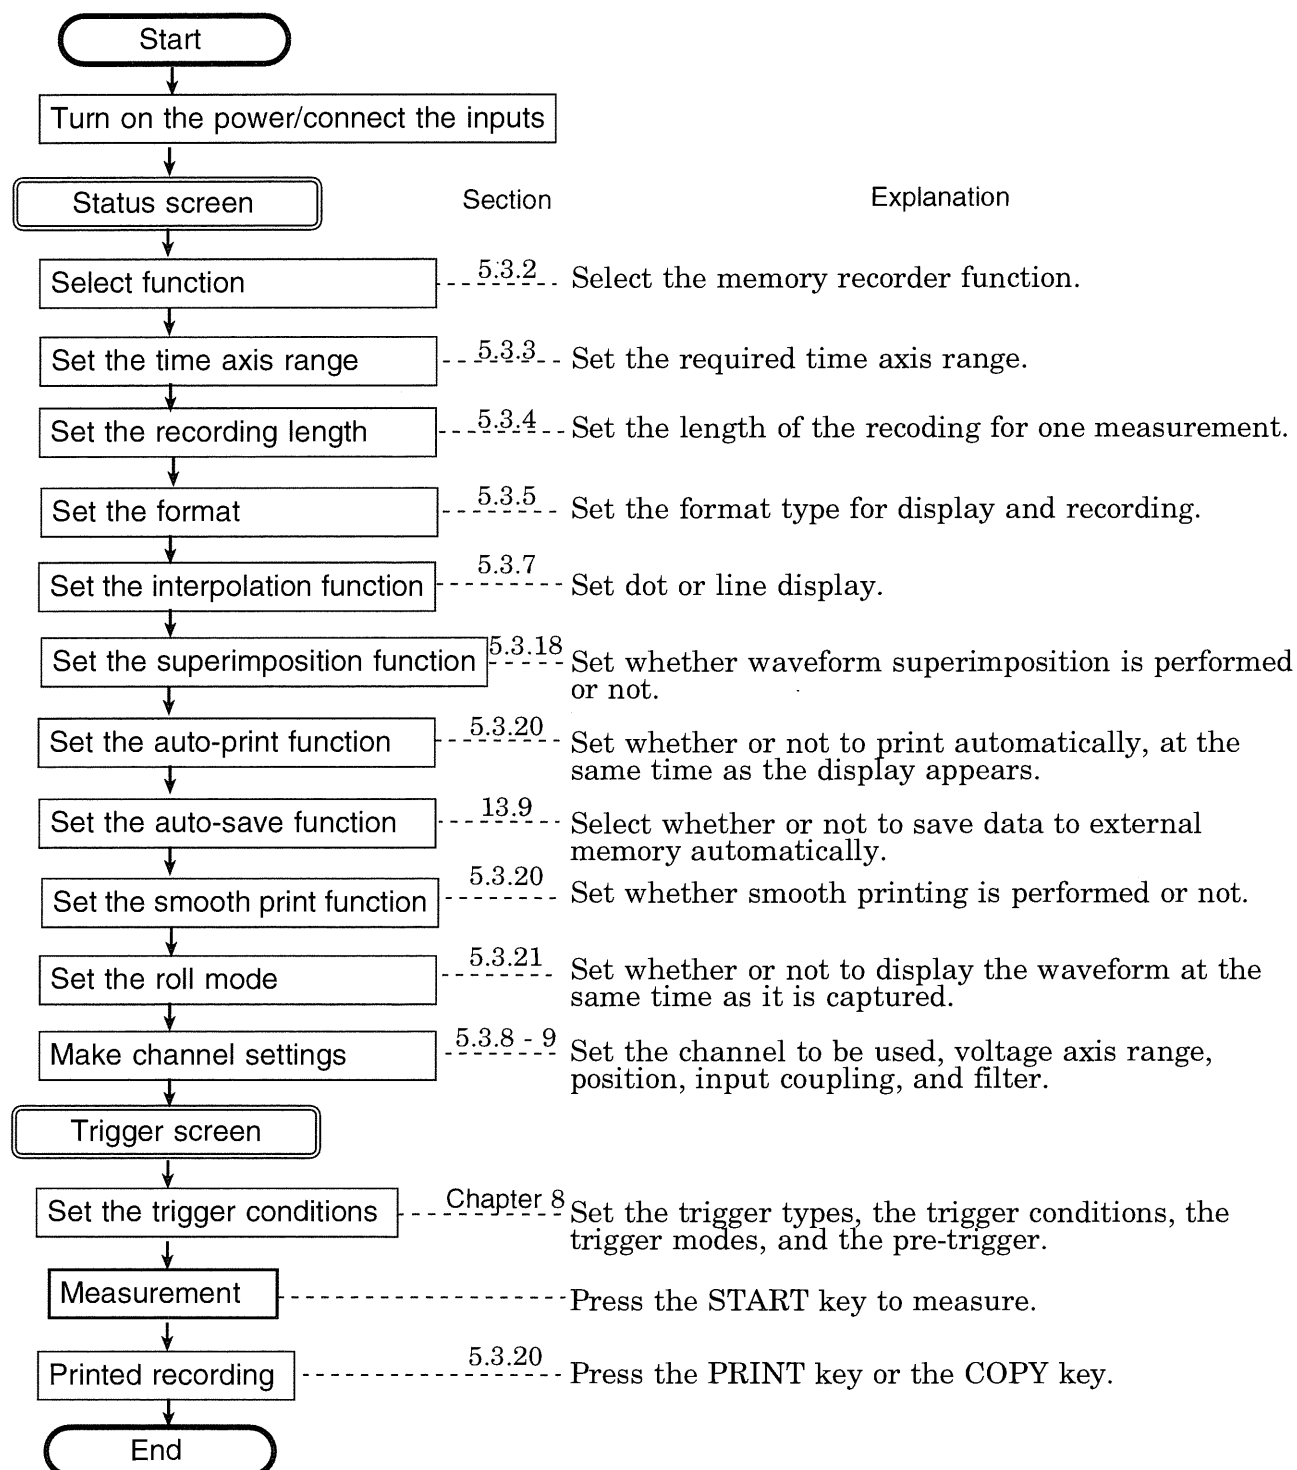 Start
Turn on the power/connect the inputs
Status screen
Section
Explanation
Select function
5.3.2
Select the memory recorder function.
Set the time axis range
5.3.3
Set the required time axis range.
Set the recording length
5.3.4
Set the length of the recoding for one measurement.
Set the format
5.3.5
Set the format type for display and recording.
Set the interpolation function
5.3.7
Set dot or line display.
Set the superimposition function
5.3.18
Set whether waveform superimposition is performed
or not.
Set the auto-print function
5.3.20
Set whether or not to print automatically, at the
same time as the display appears.
Set the auto-save function
13.9
Select whether or not to save data to external
memory automatically.
Set the smooth print function
5.3.20
Set whether smooth printing is performed or not.
Set the roll mode
5.3.21
Set whether or not to display the waveform at the
same time as it is captured.
Make channel settings
5.3.8 - 9
Set the channel to be used, voltage axis range,
position, input coupling, and filter.
Trigger screen
Set the trigger conditions
Chapter 8
Set the trigger types, the trigger conditions, the
trigger modes, and the pre-trigger.
Measurement
Press the START key to measure.
Printed recording
5.3.20
Press the PRINT key or the COPY key.
End